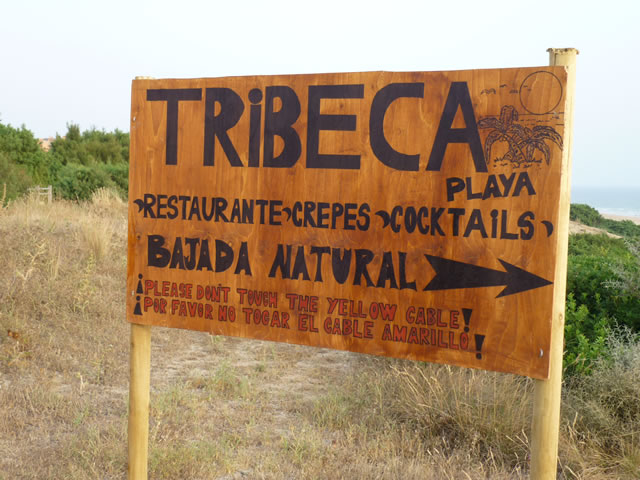 TRiBECA
PLAYA
RESTAURANTE CREPES COCKTAILS
BAJADA NATURAL
¡PLEASE DON'T TOUCH THE YELLOW CABLE!
¡POR FAVOR NO TOCAR EL CABLE AMARILLO!